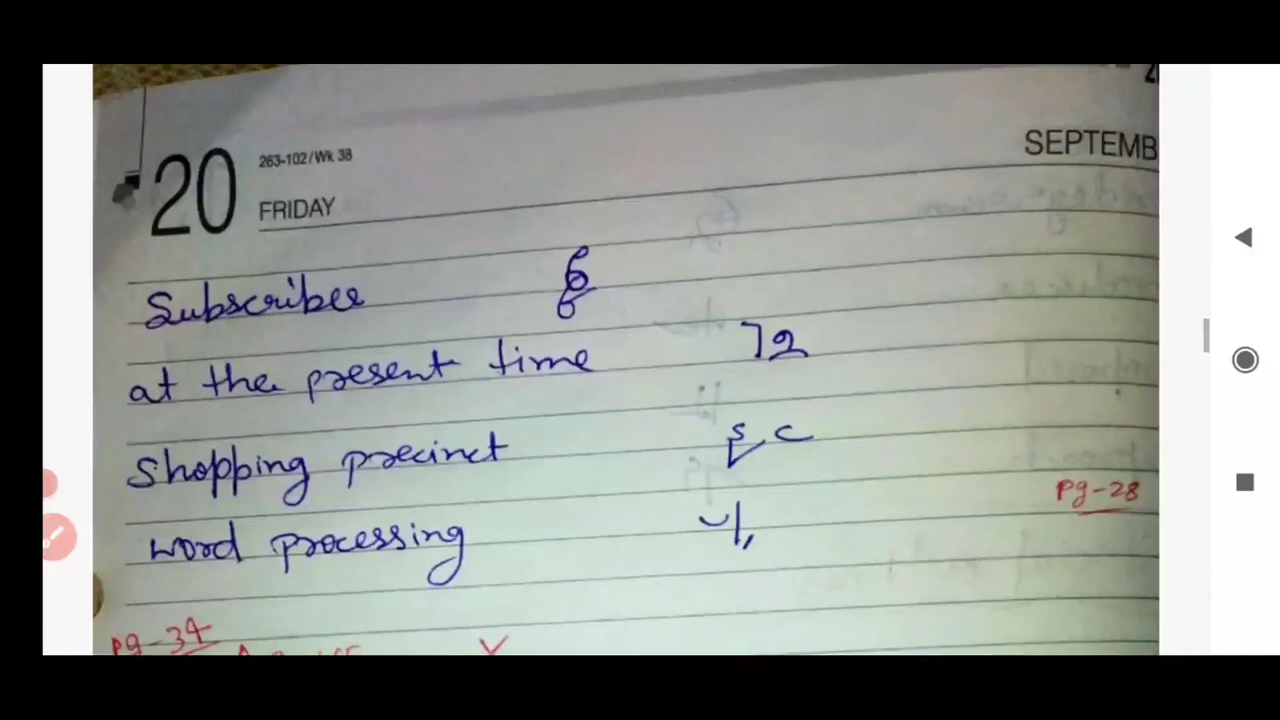 20
263-102/Wk 38
FRIDAY
SEPTEMB
Subscriber
at the present time
Shopping precinct
pg-28
word processing
pg-34